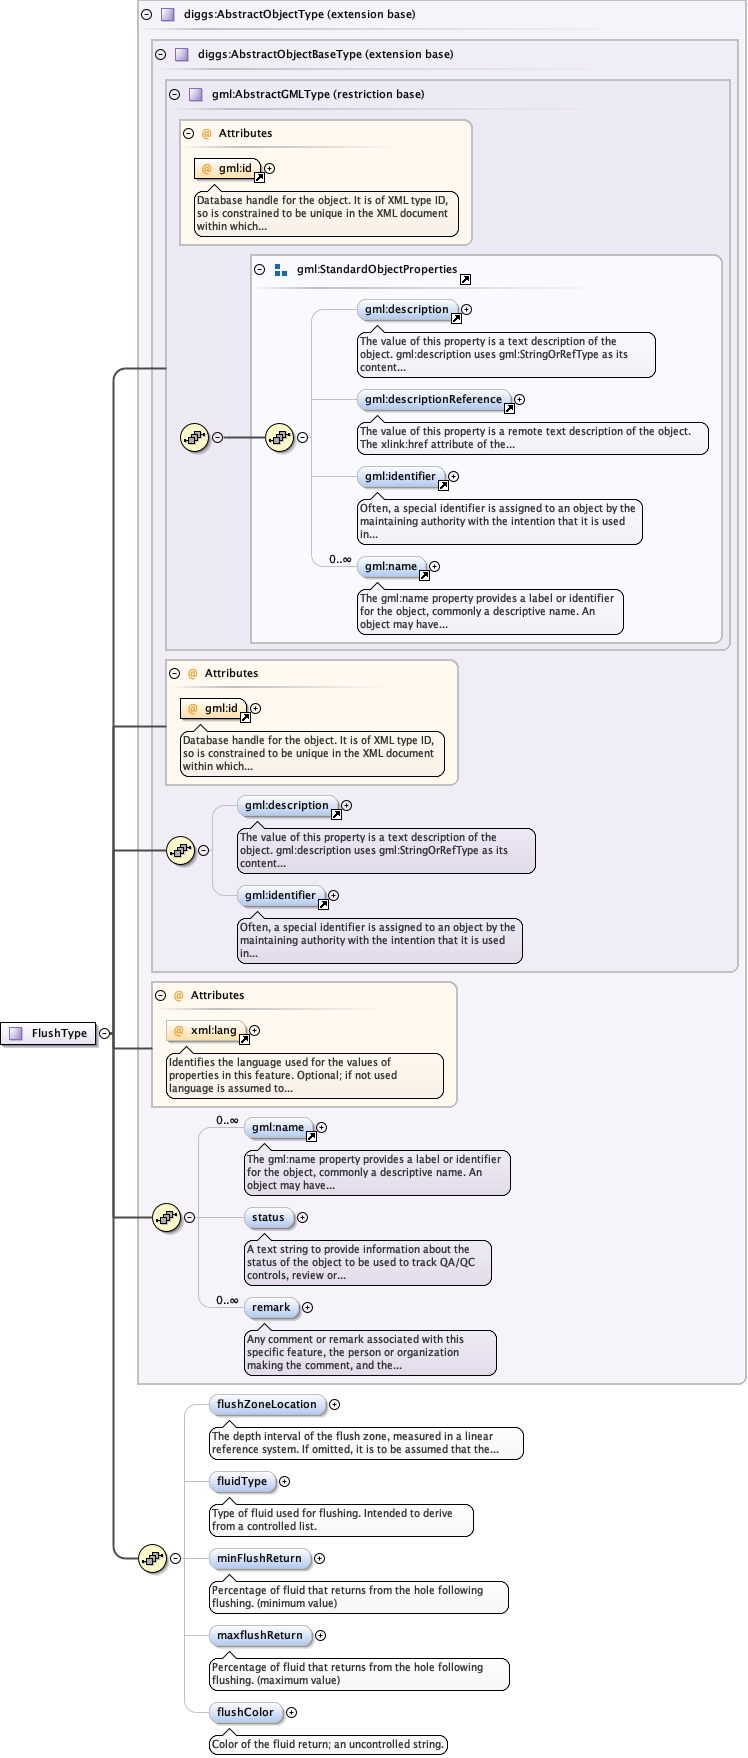 diggs:AbstractObjectType (extension base)
diggs:AbstractObjectBaseType (extension base)
gml:AbstractGMLType (restriction base)
@ Attributes
@ gml:id
Database handle for the object. It is of XML type ID,
so is constrained to be unique in the XML document
within which...
gml:StandardObjectProperties
gml:description
The value of this property is a text description of the
object. gml:description uses gml:StringOrRefType as its
content...
gml:descriptionReference
The value of this property is a remote text description of the object.
The xlink:href attribute of the...
gml:identifier
Often, a special identifier is assigned to an object by the
maintaining authority with the intention that it is used
in...
0..∞
gml:name
The gml:name property provides a label or identifier
for the object, commonly a descriptive name. An
object may have...
@ Attributes
@ gml:id
Database handle for the object. It is of XML type ID,
so is constrained to be unique in the XML document
within which...
gml:description
The value of this property is a text description of the
object. gml:description uses gml:StringOrRefType as its
content...
gml:identifier
Often, a special identifier is assigned to an object by the
maintaining authority with the intention that it is used
in...
@ Attributes
FlushType
@ xml:lang
Identifies the language used for the values of
properties in this feature. Optional; if not used
language is assumed to...
0..∞
gml:name
The gml:name property provides a label or identifier
for the object, commonly a descriptive name. An
object may have...
status
A text string to provide information about the
status of the object to be used to track QA/QC
controls, review or...
0..∞
remark
Any comment or remark associated with this
specific feature, the person or organization
making the comment, and the...
flushZoneLocation
The depth interval of the flush zone, measured in a linear
reference system. If omitted, it is to be assumed that the...
fluidType
Type of fluid used for flushing. Intended to derive
from a controlled list.
minFlushReturn
Percentage of fluid that returns from the hole following
flushing. (minimum value)
maxflushReturn
Percentage of fluid that returns from the hole following
flushing. (maximum value)
flushColor
Color of the fluid return; an uncontrolled string.